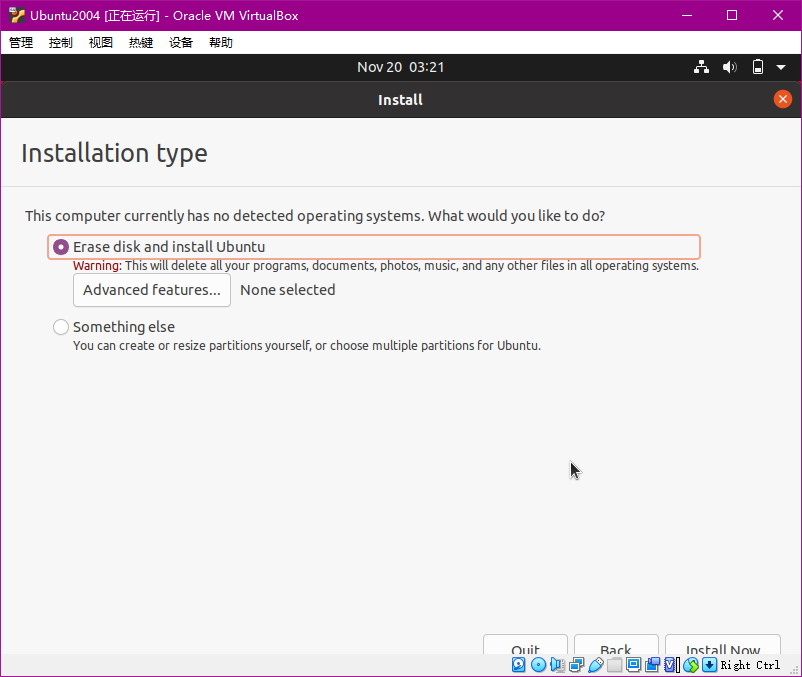 Ubuntu2004 [正在运行] - Oracle VM VirtualBox
管理 控制 视图 热键 设备 帮助
Nov 20 03:21
Install
Installation type
This computer currently has no detected operating systems. What would you like to do?
Erase disk and install Ubuntu
Warning: This will delete all your programs, documents, photos, music, and any other files in all operating systems.
Advanced features... None selected
Something else
You can create or resize partitions yourself, or choose multiple partitions for Ubuntu.
Quit Back Install Now
Right Ctrl